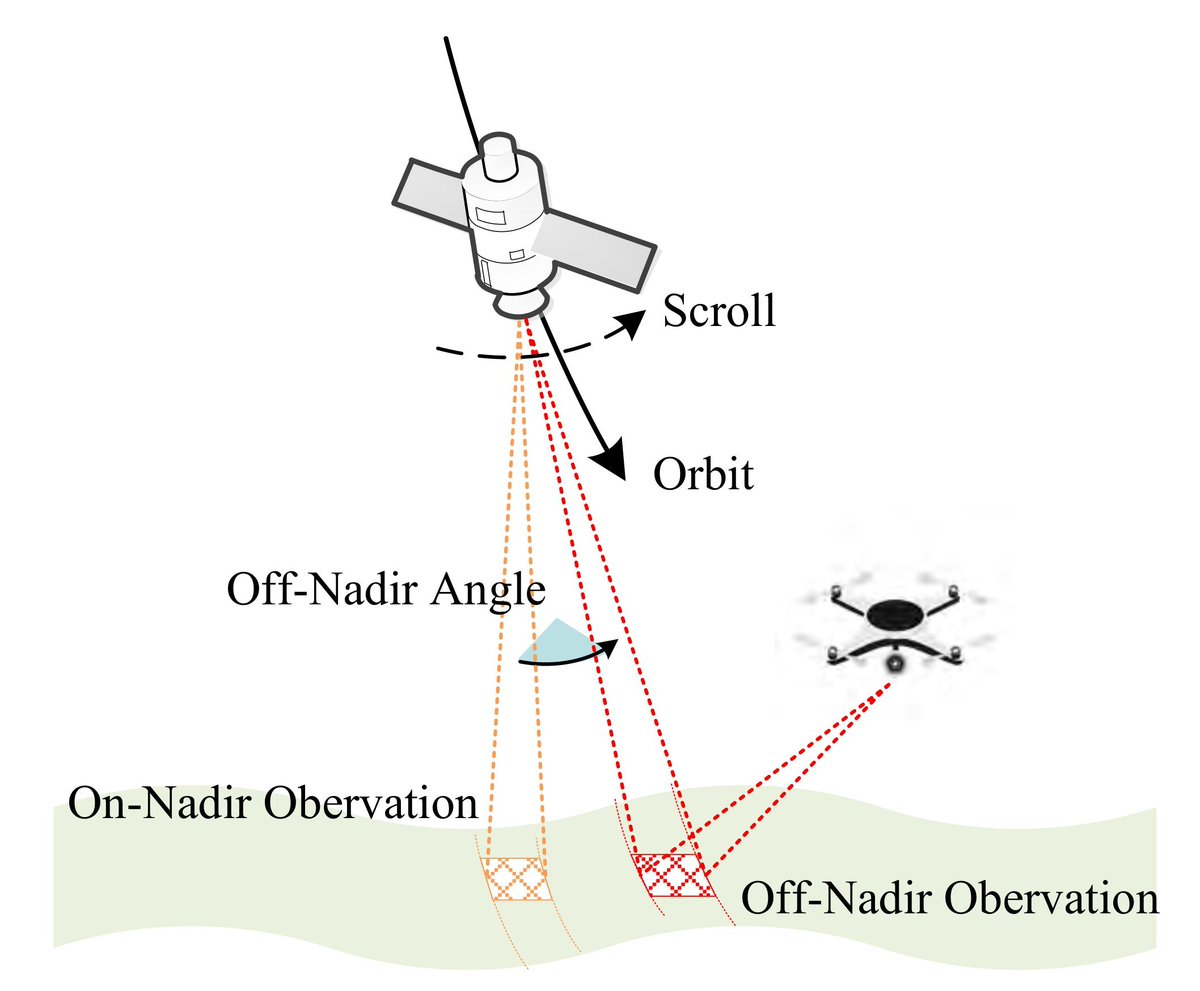 Scroll
Orbit
Off-Nadir Angle
On-Nadir Obervation
Off-Nadir Obervation